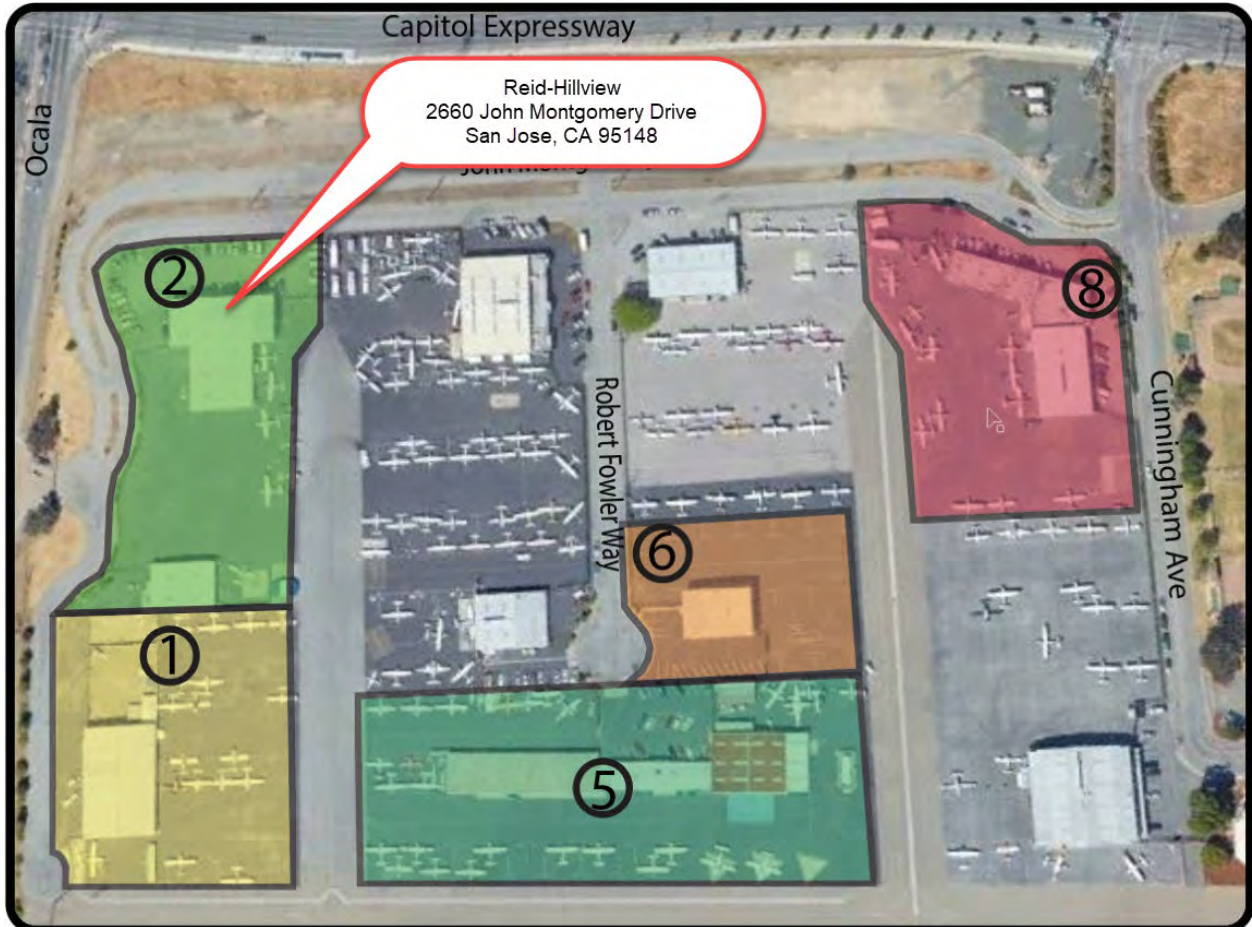 Capitol Expressway
Reid-Hillview
2660 John Montgomery Drive
San Jose, CA 95148
Ocala
2
8
Robert Fowler Way
Cunningham Ave
6
1
5